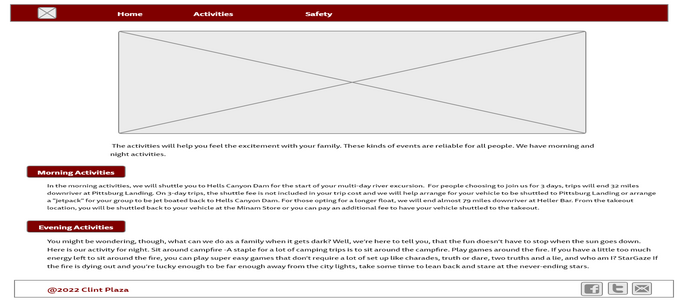 Home Activities Safety
The activities will help you feel the excitement with your family. These kinds of events are reliable for all people. We have morning and
night activities.
Morning Activities
In the morning activities, we will shuttle you to Hells Canyon Dam for the start of your multi-day river excursion. For people choosing to join us for 3 days, trips will end 32 miles
downriver at Pittsburg Landing. On 3-day trips, the shuttle fee is not included in your trip cost and we will help arrange for your vehicle to be shuttled to Pittsburg Landing or arrange
a "jetpack" for your group to be jet boated back to Hells Canyon Dam. For those opting for a longer float, we will end almost 79 miles downriver at Heller Bar. From the takeout
location, you will be shuttled back to your vehicle at the Minam Store or you can pay an additional fee to have your vehicle shuttled to the takeout.
Evening Activities
You might be wondering, though, what can we do as a family when it gets dark? Well, we're here to tell you, that the fun doesn't have to stop when the sun goes down.
Here is our activity for night. Sit around campfire -A staple for a lot of camping trips is to sit around the campfire. Play games around the fire. If you have a little too much
energy left to sit around the fire, you can play super easy games that don't require a lot of set up like charades, truth or dare, two truths and a lie, and who am I? StarGaze If
the fire is dying out and you're lucky enough to be far enough away from the city lights, take some time to lean back and stare at the never-ending stars.
@2022 Clint Plaza